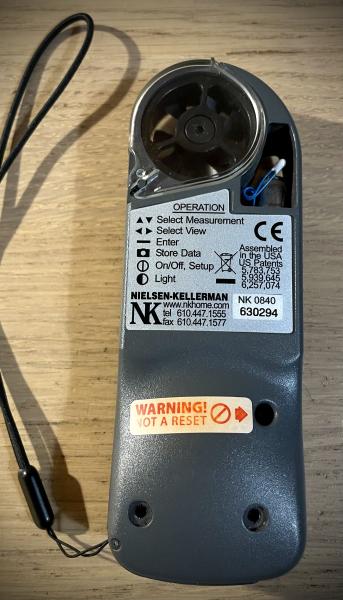 OPERATION
▲▼ Select Measurement
◄► Select View
— Enter
Store Data
On/Off, Setup
Light
CE
Assembled
in the USA
US Patents
5,783,753
5,939,645
6,257,074
NIELSEN-KELLERMAN
NK
www.nkhome.com
tel 610.447.1555
fax 610.447.1577
NK 0840
630294
WARNING!
NOT A RESET